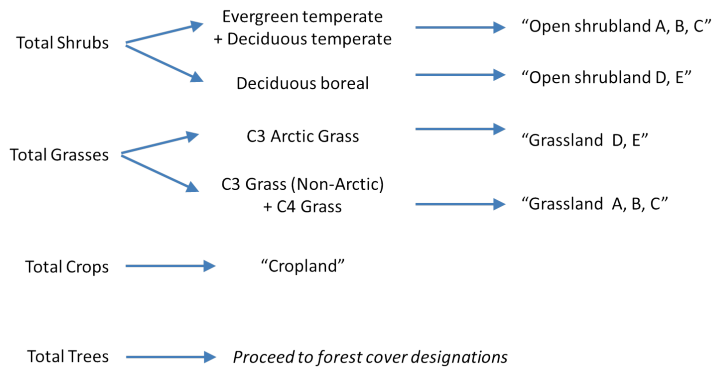 Total Shrubs
Evergreen temperate
+ Deciduous temperate
“Open shrubland A, B, C”
Deciduous boreal
“Open shrubland D, E”
Total Grasses
C3 Arctic Grass
“Grassland D, E”
C3 Grass (Non-Arctic)
+ C4 Grass
“Grassland A, B, C”
Total Crops
“Cropland”
Total Trees
Proceed to forest cover designations